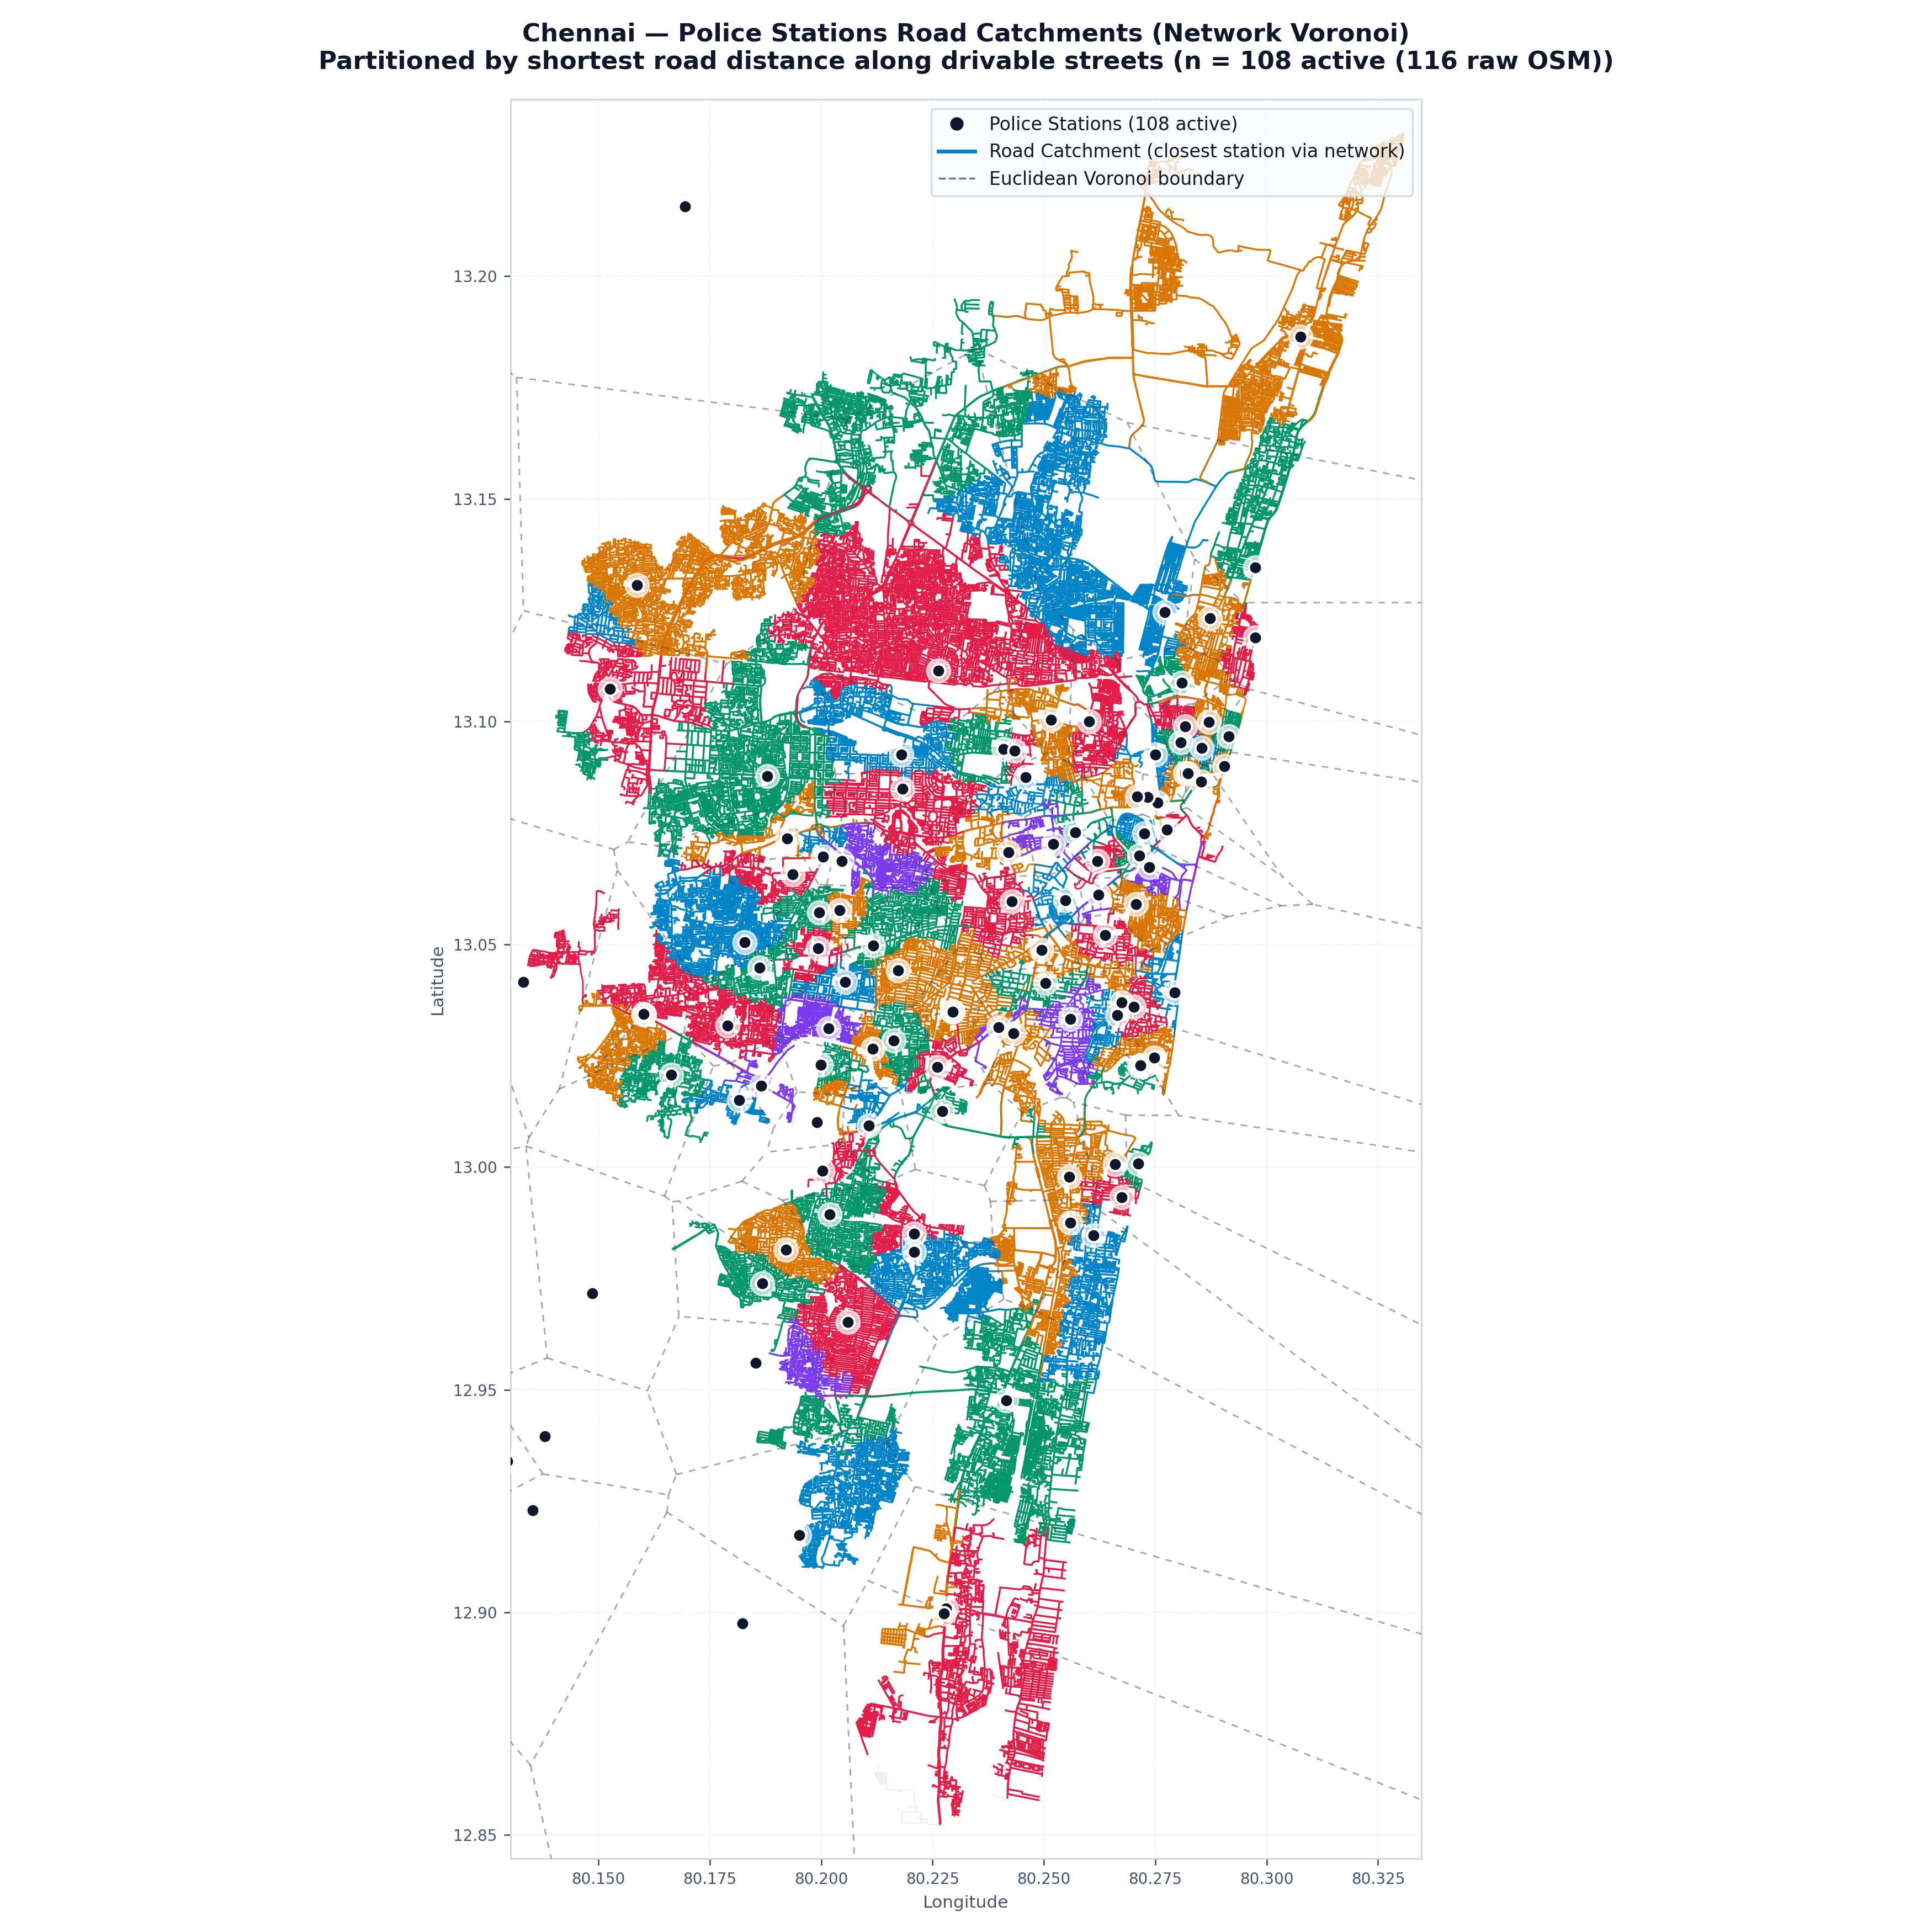 Chennai — Police Stations Road Catchments (Network Voronoi)
Partitioned by shortest road distance along drivable streets (n = 108 active (116 raw OSM))
Police Stations (108 active)
Road Catchment (closest station via network)
Euclidean Voronoi boundary
13.20
13.15
13.10
13.05
13.00
12.95
12.90
12.85
Latitude
80.150 80.175 80.200 80.225 80.250 80.275 80.300 80.325
Longitude